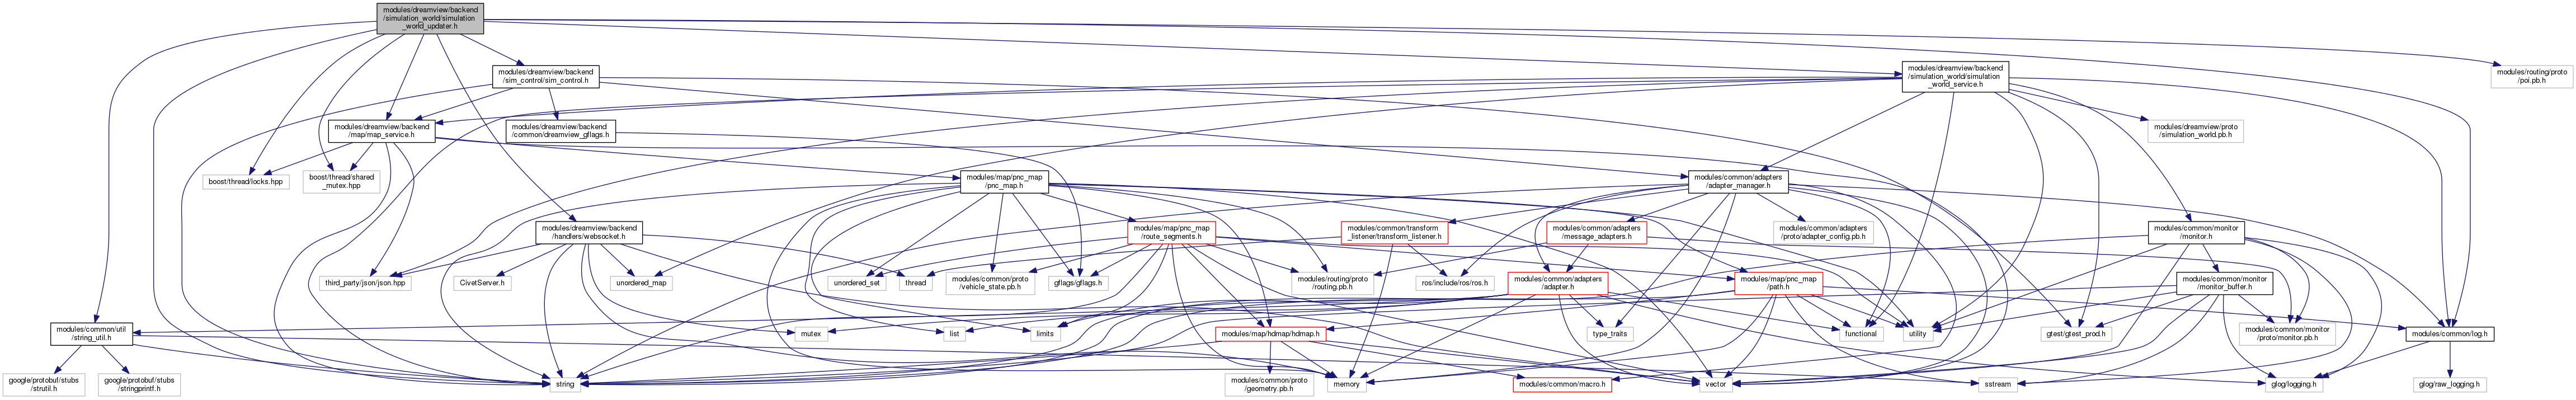 modules/dreamview/backend
/simulation_world/simulation
_world_updater.h
modules/dreamview/backend
/sim_control/sim_control.h
modules/dreamview/backend
/simulation_world/simulation
_world_service.h
modules/routing/proto
/poi.pb.h
modules/dreamview/backend
/map/map_service.h
modules/dreamview/backend
/common/dreamview_gflags.h
modules/dreamview/proto
/simulation_world.pb.h
boost/thread/locks.hpp
boost/thread/shared
_mutex.hpp
modules/map/pnc_map
/pnc_map.h
modules/common/adapters
/adapter_manager.h
modules/dreamview/backend
/handlers/websocket.h
modules/map/pnc_map
/route_segments.h
modules/common/transform
_listener/transform_listener.h
modules/common/adapters
/message_adapters.h
modules/common/adapters
/proto/adapter_config.pb.h
modules/common/monitor
/monitor.h
third_party/json/json.hpp
CivetServer.h
unordered_map
unordered_set
thread
modules/common/proto
/vehicle_state.pb.h
gflags/gflags.h
modules/routing/proto
/routing.pb.h
ros/include/ros/ros.h
modules/common/adapters
/adapter.h
modules/map/pnc_map
/path.h
modules/common/monitor
/monitor_buffer.h
modules/common/util
/string_util.h
mutex
list
limits
modules/map/hdmap/hdmap.h
type_traits
functional
utility
gtest/gtest_prod.h
modules/common/monitor
/proto/monitor.pb.h
modules/common/log.h
google/protobuf/stubs
/strutil.h
google/protobuf/stubs
/stringprintf.h
string
modules/common/proto
/geometry.pb.h
memory
modules/common/macro.h
vector
sstream
glog/logging.h
glog/raw_logging.h